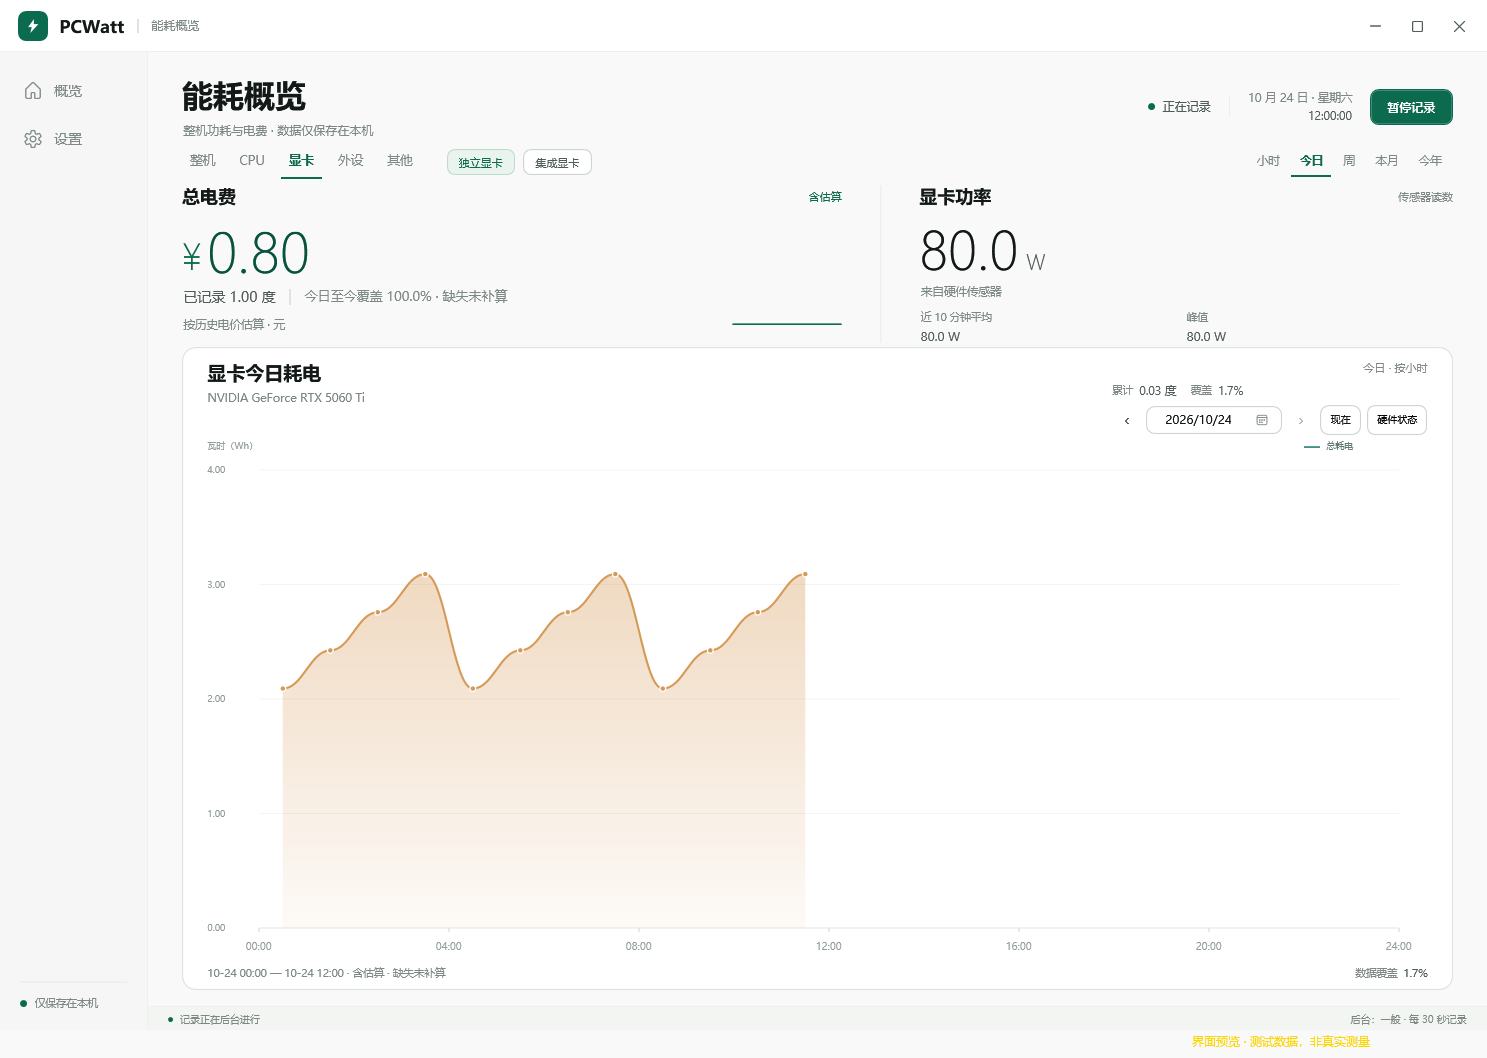 PCWatt 能耗概览
概览
设置
能耗概览
整机功耗与电费 · 数据仅保存在本机
正在记录
10 月 24 日 · 星期六
12:00:00
暂停记录
整机 CPU 显卡 外设 其他 独立显卡 集成显卡
小时 今日 周 本月 今年
总电费 含估算
¥0.80
已记录 1.00 度 今日至今覆盖 100.0% · 缺失未补算
按历史电价估算 · 元
显卡功率 传感器读数
80.0 W
来自硬件传感器
近 10 分钟平均 峰值
80.0 W 80.0 W
显卡今日耗电
NVIDIA GeForce RTX 5060 Ti
今日 · 按小时
累计 0.03 度 覆盖 1.7%
‹ 2026/10/24 › 现在 硬件状态
总耗电
瓦时（Wh）
4.00
3.00
2.00
1.00
0.00
00:00 04:00 08:00 12:00 16:00 20:00 24:00
10-24 00:00 — 10-24 12:00 · 含估算 · 缺失未补算
数据覆盖 1.7%
仅保存在本机
记录正在后台进行
后台：一般 · 每 30 秒记录
界面预览 · 测试数据，非真实测量